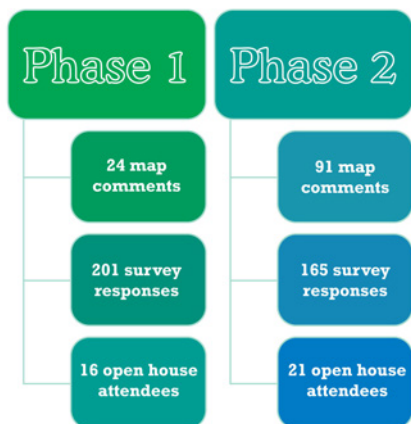 Phase 1
24 map
comments
201 survey
responses
16 open house
attendees
Phase 2
91 map
comments
165 survey
responses
21 open house
attendees